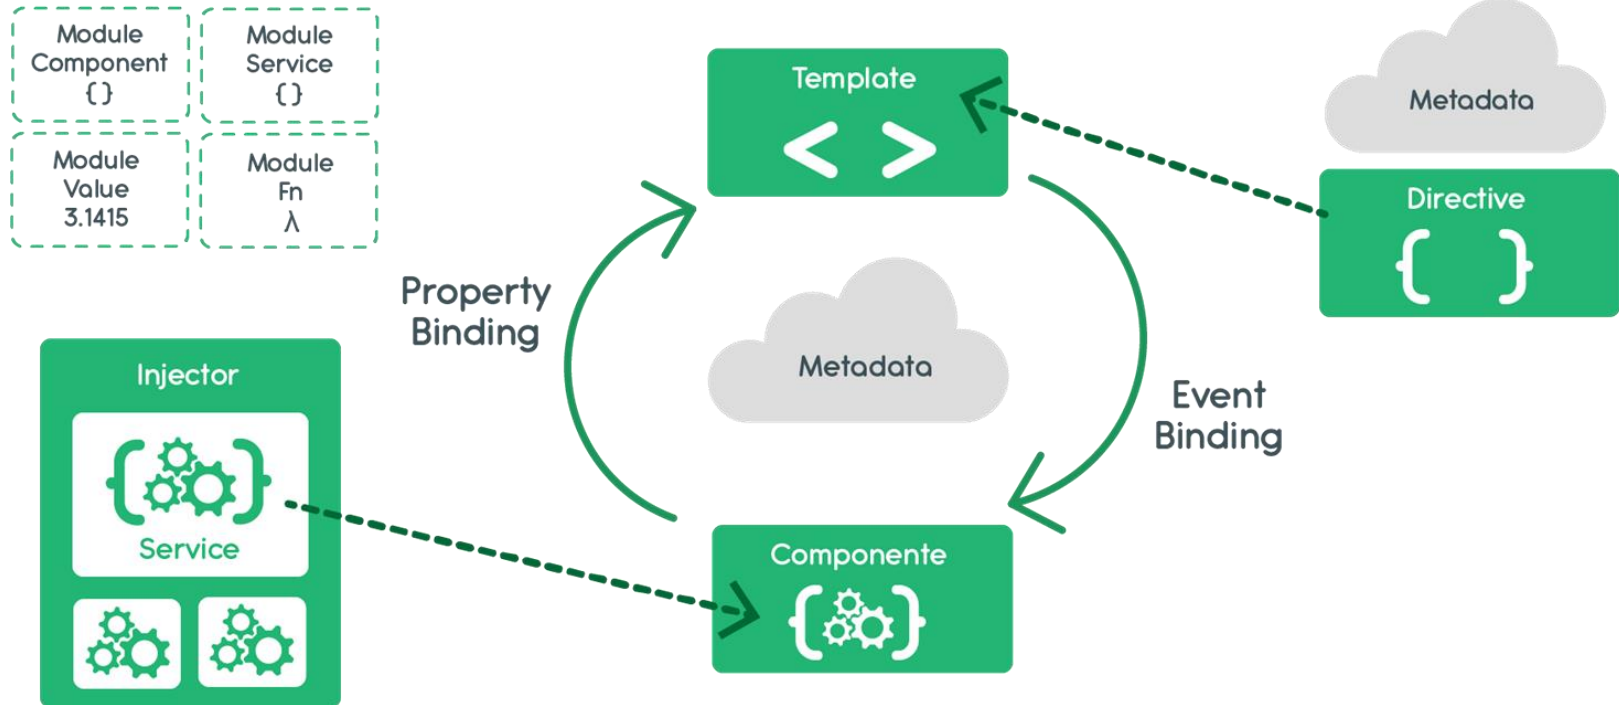 Module
Component
{}
Module
Service
{}
Module
Value
3.1415
Module
Fn
λ
Template
< >
Metadata
Directive
{ }
Property
Binding
Metadata
Event
Binding
Injector
{ }
Service
Componente
{ }